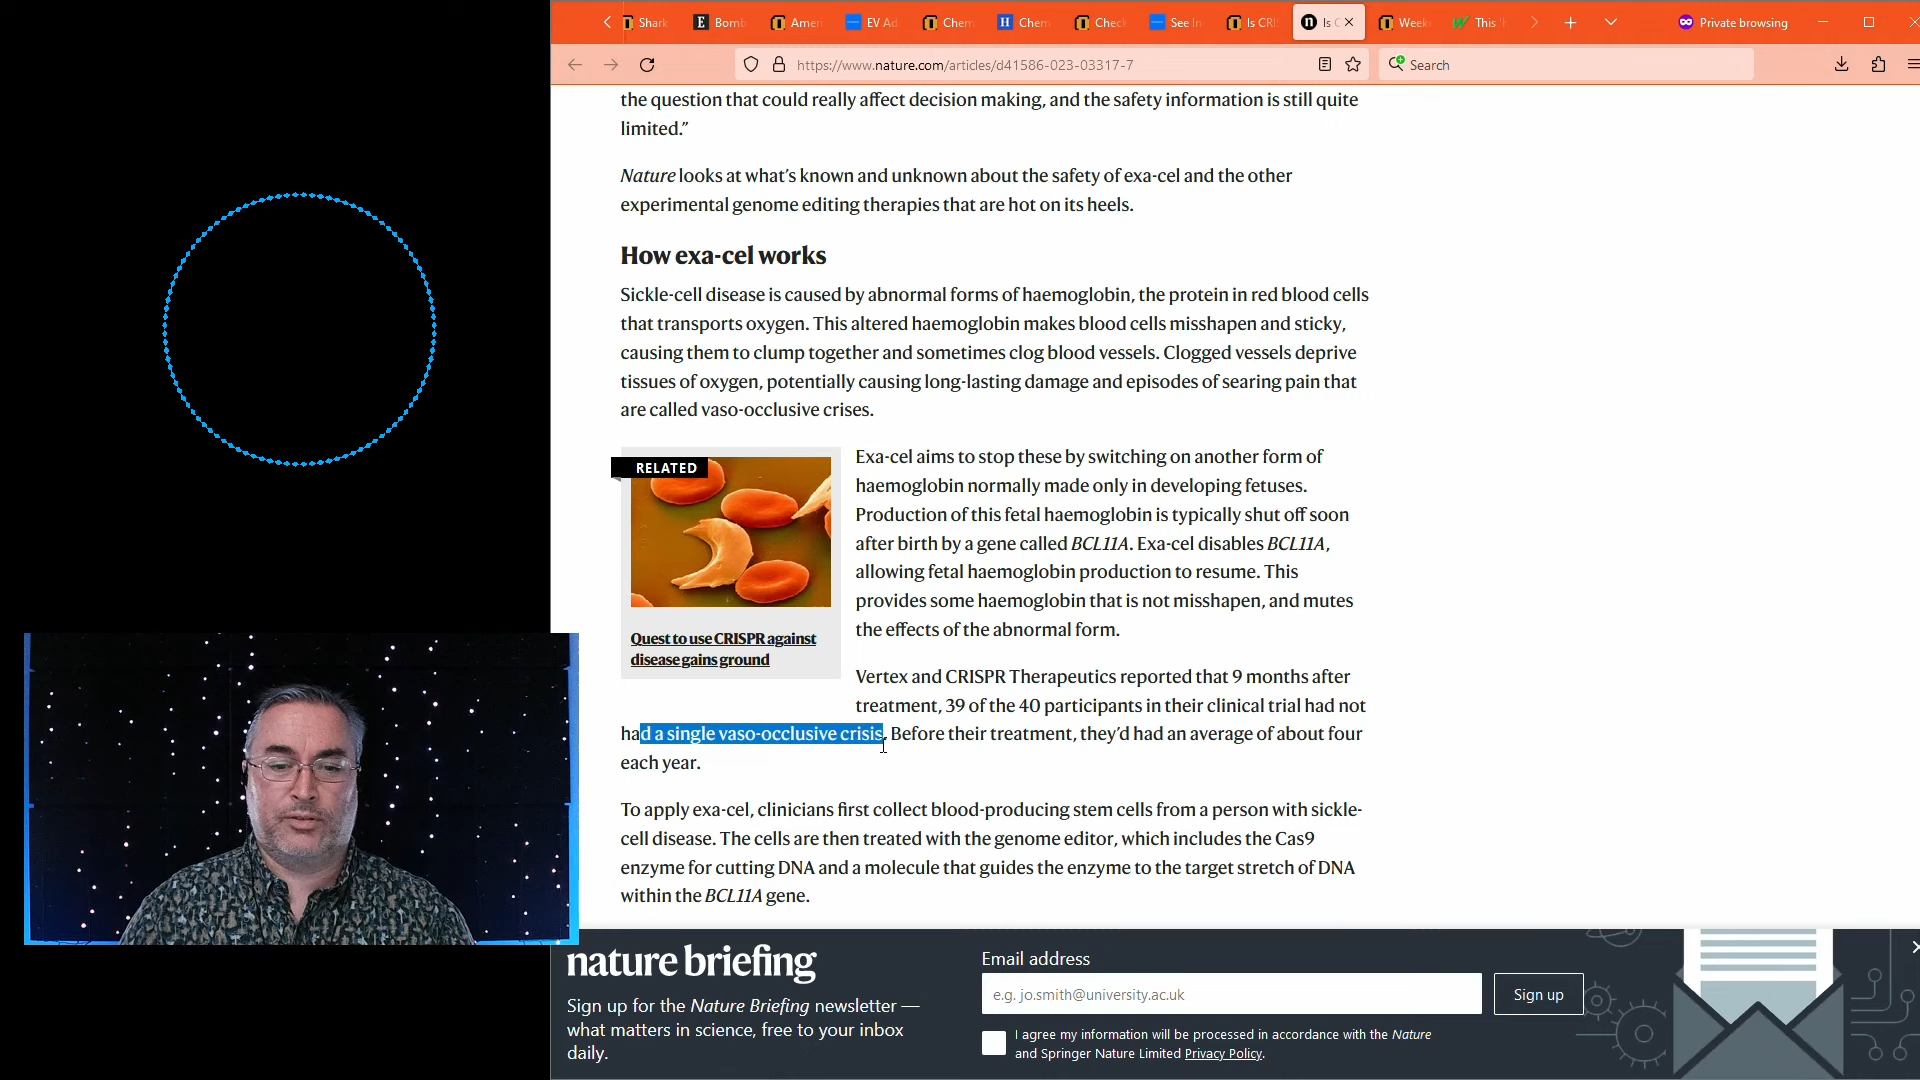 Shark
E Bomb
Amer
EV Ad
Chem
H Chem
Check
See In
Is CRI
n Is C
Week
This 'h
Private browsing
https://www.nature.com/articles/d41586-023-03317-7
Search
the question that could really affect decision making, and the safety information is still quite
limited.”
Nature looks at what’s known and unknown about the safety of exa-cel and the other
experimental genome editing therapies that are hot on its heels.
How exa-cel works
Sickle-cell disease is caused by abnormal forms of haemoglobin, the protein in red blood cells
that transports oxygen. This altered haemoglobin makes blood cells misshapen and sticky,
causing them to clump together and sometimes clog blood vessels. Clogged vessels deprive
tissues of oxygen, potentially causing long-lasting damage and episodes of searing pain that
are called vaso-occlusive crises.
RELATED
Quest to use CRISPR against
disease gains ground
Exa-cel aims to stop these by switching on another form of
haemoglobin normally made only in developing fetuses.
Production of this fetal haemoglobin is typically shut off soon
after birth by a gene called BCL11A. Exa-cel disables BCL11A,
allowing fetal haemoglobin production to resume. This
provides some haemoglobin that is not misshapen, and mutes
the effects of the abnormal form.
Vertex and CRISPR Therapeutics reported that 9 months after
treatment, 39 of the 40 participants in their clinical trial had not
had a single vaso-occlusive crisis. Before their treatment, they’d had an average of about four
each year.
To apply exa-cel, clinicians first collect blood-producing stem cells from a person with sickle-
cell disease. The cells are then treated with the genome editor, which includes the Cas9
enzyme for cutting DNA and a molecule that guides the enzyme to the target stretch of DNA
within the BCL11A gene.
nature briefing
Sign up for the Nature Briefing newsletter —
what matters in science, free to your inbox
daily.
Email address
e.g. jo.smith@university.ac.uk
Sign up
I agree my information will be processed in accordance with the Nature
and Springer Nature Limited Privacy Policy.